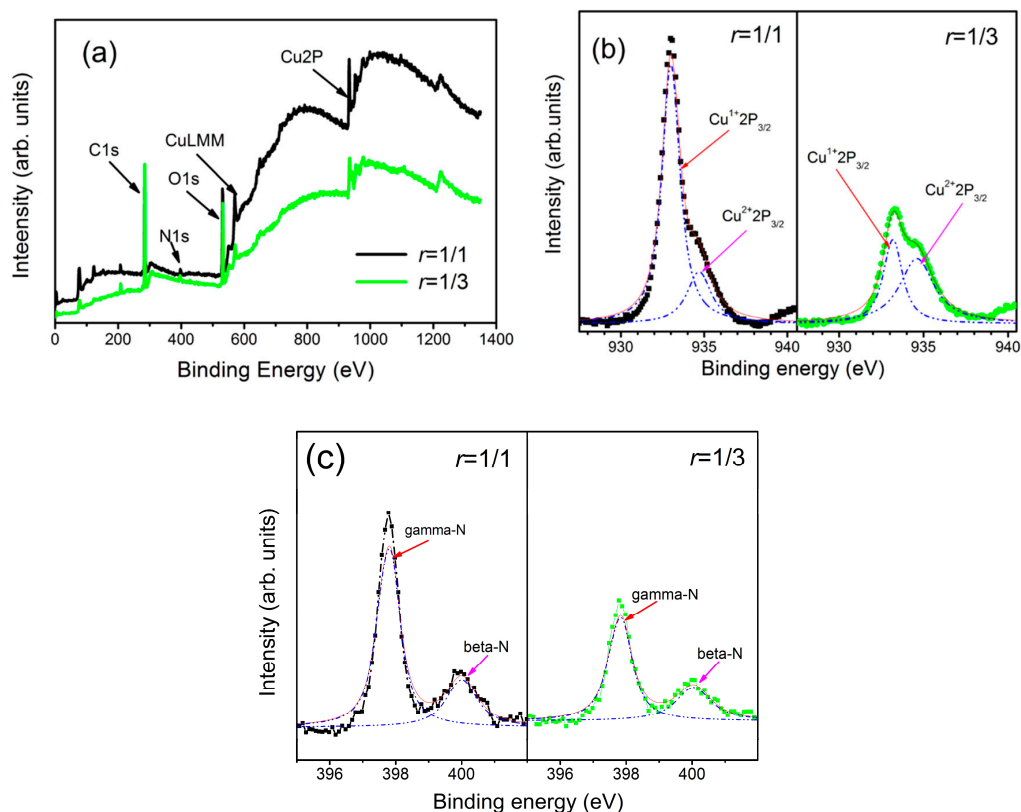 (a)
Intensity (arb. units)
Cu2P
CuLMM
C1s
O1s
N1s
r=1/1
r=1/3
0 200 400 600 800 1000 1200 1400
Binding Energy (eV)
(b)
r=1/1
r=1/3
Intensity (arb.units)
Cu¹⁺2P₃/₂
Cu²⁺2P₃/₂
Cu¹⁺2P₃/₂
Cu²⁺2P₃/₂
930 935 940 930 935 940
Binding energy (eV)
(c)
r=1/1
r=1/3
Intensity (arb. units)
gamma-N
beta-N
gamma-N
beta-N
396 398 400 396 398 400
Binding energy (eV)